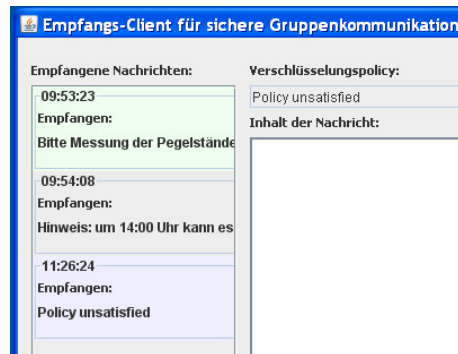 Empfangs-Client für sichere Gruppenkommunikation
Empfangene Nachrichten:
09:53:23
Empfangen:
Bitte Messung der Pegelstände
09:54:08
Empfangen:
Hinweis: um 14:00 Uhr kann es
11:26:24
Empfangen:
Policy unsatisfied
Verschlüsselungspolicy:
Policy unsatisfied
Inhalt der Nachricht: